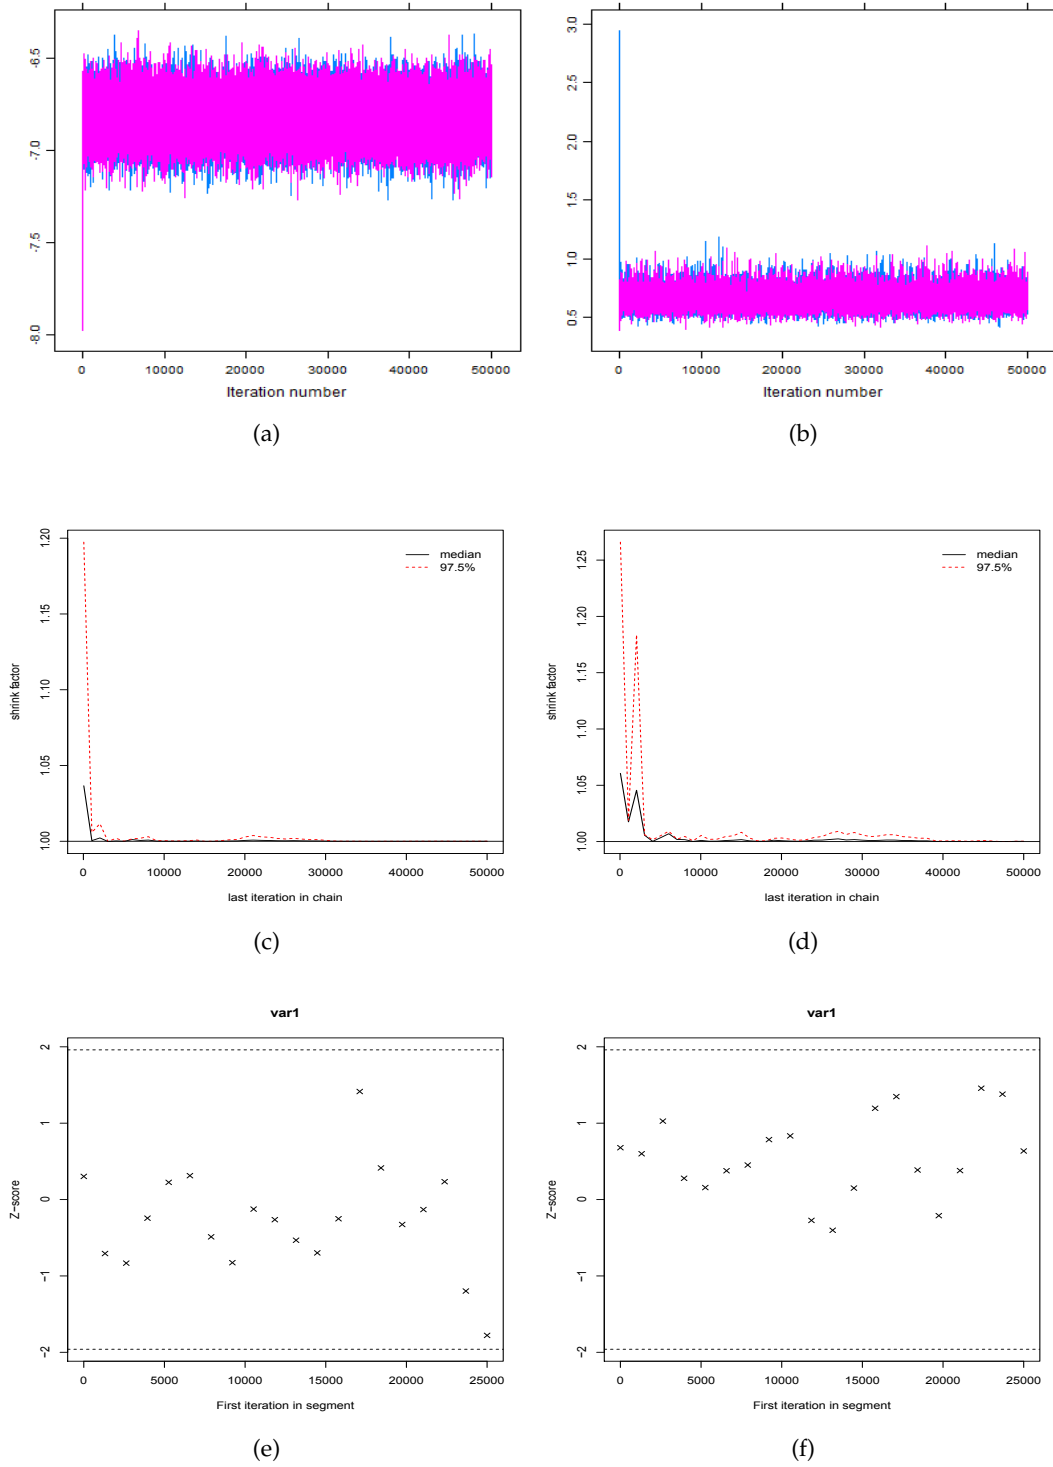 -6.5
-7.0
-7.5
-8.0
0 10000 20000 30000 40000 50000
Iteration number
(a)
3.0
2.5
2.0
1.5
1.0
0.5
0 10000 20000 30000 40000 50000
Iteration number
(b)
1.20
1.15
1.10
1.05
1.00
shrink factor
median
97.5%
0 10000 20000 30000 40000 50000
last iteration in chain
(c)
1.25
1.20
1.15
1.10
1.05
1.00
shrink factor
median
97.5%
0 10000 20000 30000 40000 50000
last iteration in chain
(d)
var1
2
1
0
−1
−2
Z−score
0 5000 10000 15000 20000 25000
First iteration in segment
(e)
var1
2
1
0
−1
−2
Z−score
0 5000 10000 15000 20000 25000
First iteration in segment
(f)